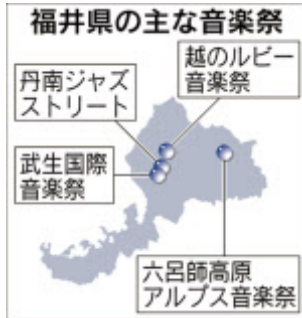 福井県の主な音楽祭
越のルビー
音楽祭
丹南ジャズ
ストリート
武生国際
音楽祭
六呂師高原
アルプス音楽祭